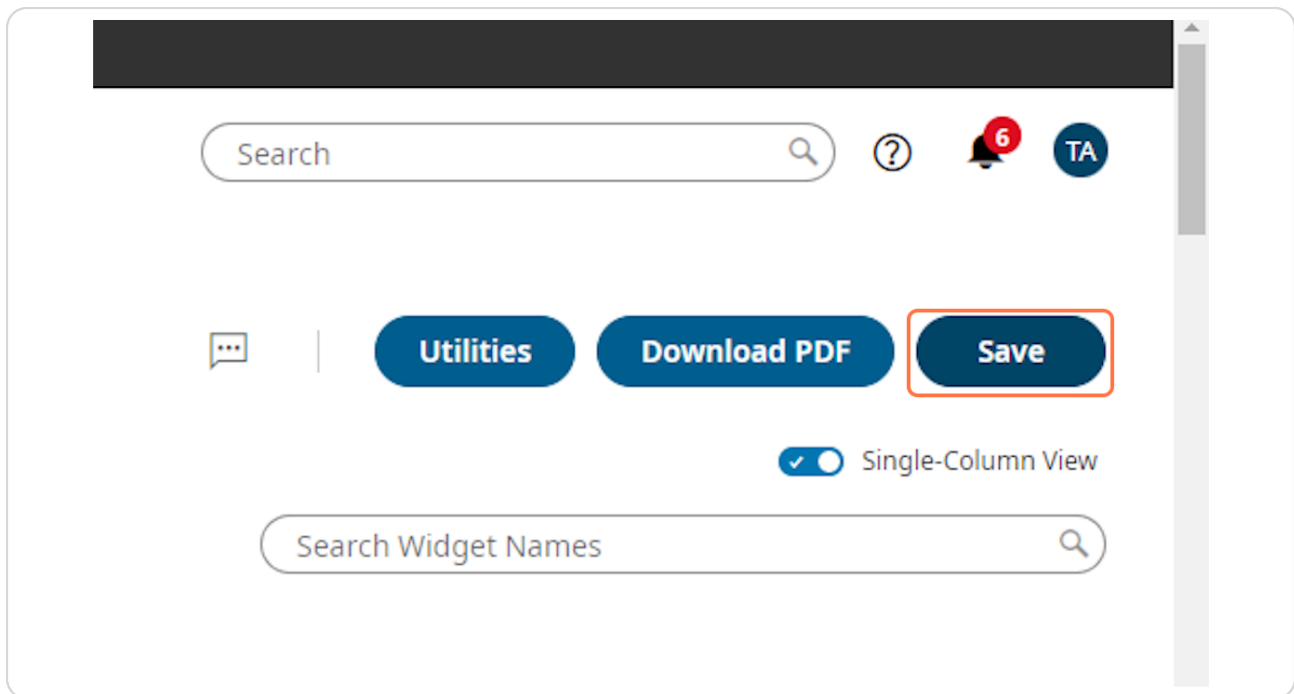 Search
6
TA
Utilities
Download PDF
Save
Single-Column View
Search Widget Names